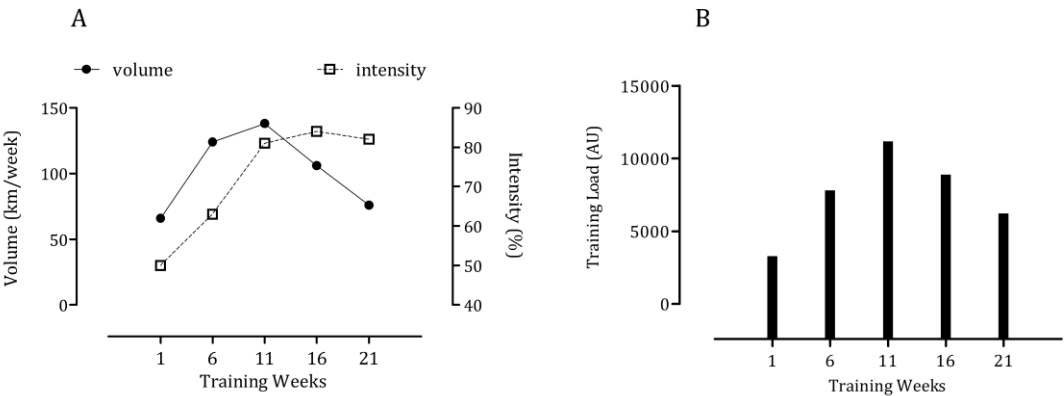 A
volume
intensity
150
100
50
0
Volume (km/week)
90
80
70
60
50
40
Intensity (%)
1 6 11 16 21
Training Weeks
B
15000
10000
5000
0
Training Load (AU)
1 6 11 16 21
Training Weeks